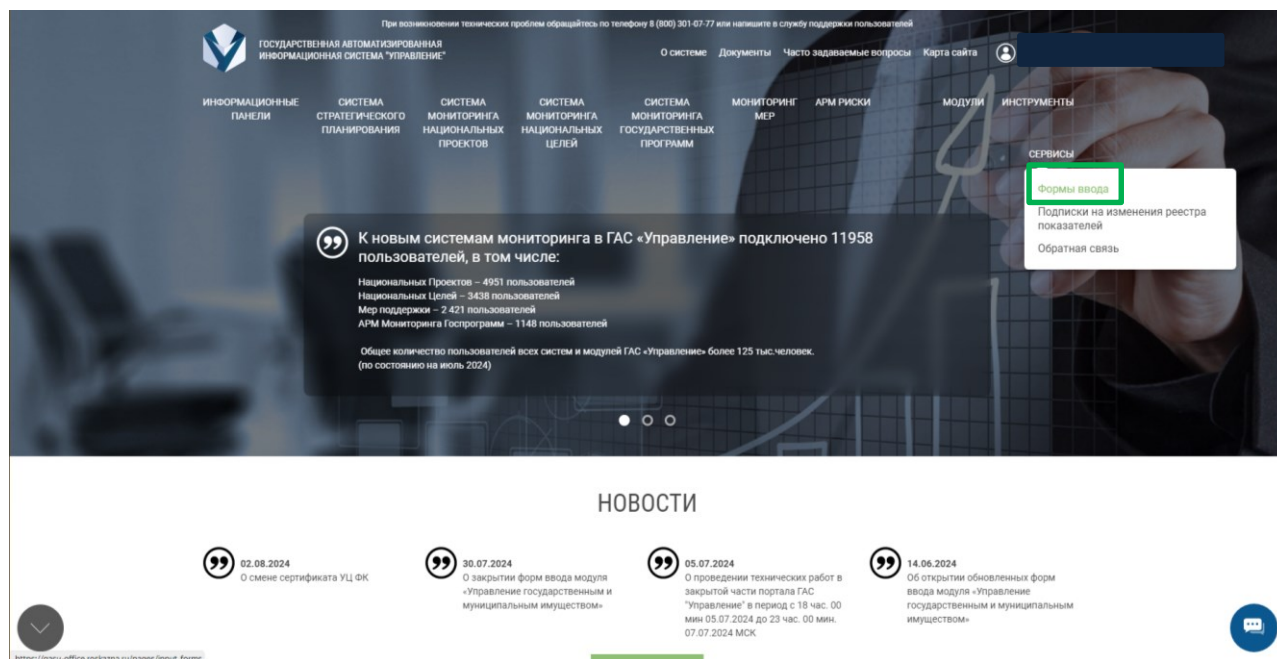 При возникновении технических проблем обращайтесь по телефону 8 (800) 301-07-77 или напишите в службу поддержки пользователей
ГОСУДАРСТВЕННАЯ АВТОМАТИЗИРОВАННАЯ
ИНФОРМАЦИОННАЯ СИСТЕМА "УПРАВЛЕНИЕ"
О системе Документы Часто задаваемые вопросы Карта сайта
ИНФОРМАЦИОННЫЕ
ПАНЕЛИ
СИСТЕМА
СТРАТЕГИЧЕСКОГО
ПЛАНИРОВАНИЯ
СИСТЕМА
МОНИТОРИНГА
НАЦИОНАЛЬНЫХ
ПРОЕКТОВ
СИСТЕМА
МОНИТОРИНГА
НАЦИОНАЛЬНЫХ
ЦЕЛЕЙ
СИСТЕМА
МОНИТОРИНГА
ГОСУДАРСТВЕННЫХ
ПРОГРАММ
МОНИТОРИНГ
МЕР
АРМ РИСКИ
МОДУЛИ
ИНСТРУМЕНТЫ
СЕРВИСЫ
Формы ввода
Подписки на изменения реестра
показателей
Обратная связь
К новым системам мониторинга в ГАС «Управление» подключено 11958
пользователей, в том числе:
Национальных Проектов – 4951 пользователей
Национальных Целей – 3438 пользователей
Мер поддержки – 2 421 пользователей
АРМ Мониторинга Госпрограмм – 1148 пользователей
Общее количество пользователей всех систем и модулей ГАС «Управление» более 125 тыс.человек.
(по состоянию на июль 2024)
НОВОСТИ
02.08.2024
О смене сертификата УЦ ФК
30.07.2024
О закрытии форм ввода модуля
«Управление государственным и
муниципальным имуществом»
05.07.2024
О проведении технических работ в
закрытой части портала ГАС
"Управление" в период с 18 час. 00
мин 05.07.2024 до 23 час. 00 мин.
07.07.2024 МСК
14.06.2024
Об открытии обновленных форм
ввода модуля «Управление
государственным и муниципальным
имуществом»